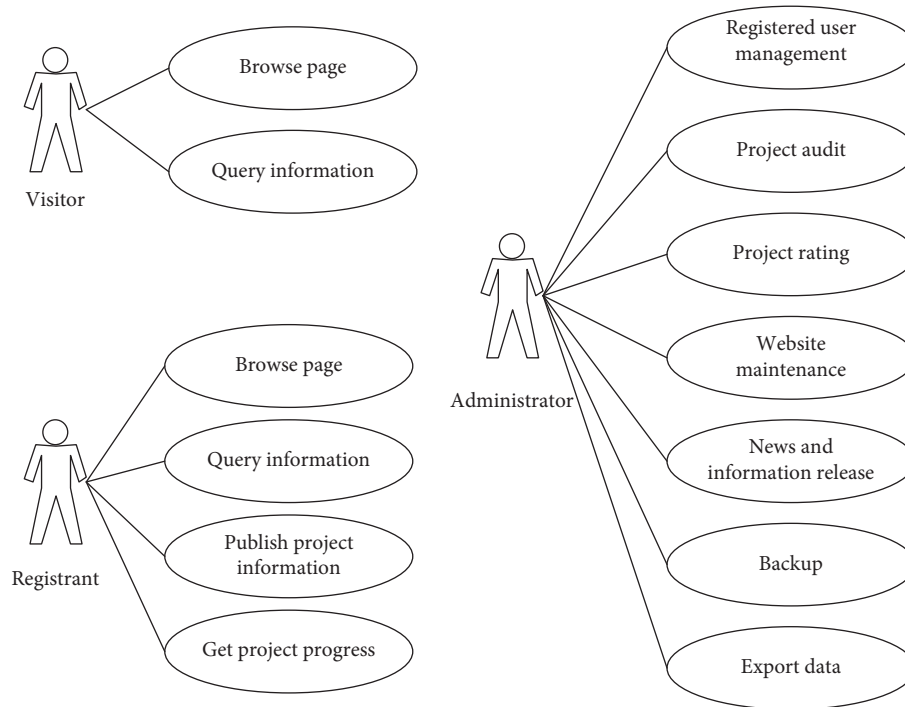 Browse page
Query information
Visitor
Browse page
Query information
Publish project
information
Get project progress
Registrant
Registered user
management
Project audit
Project rating
Website
maintenance
News and
information release
Backup
Export data
Administrator